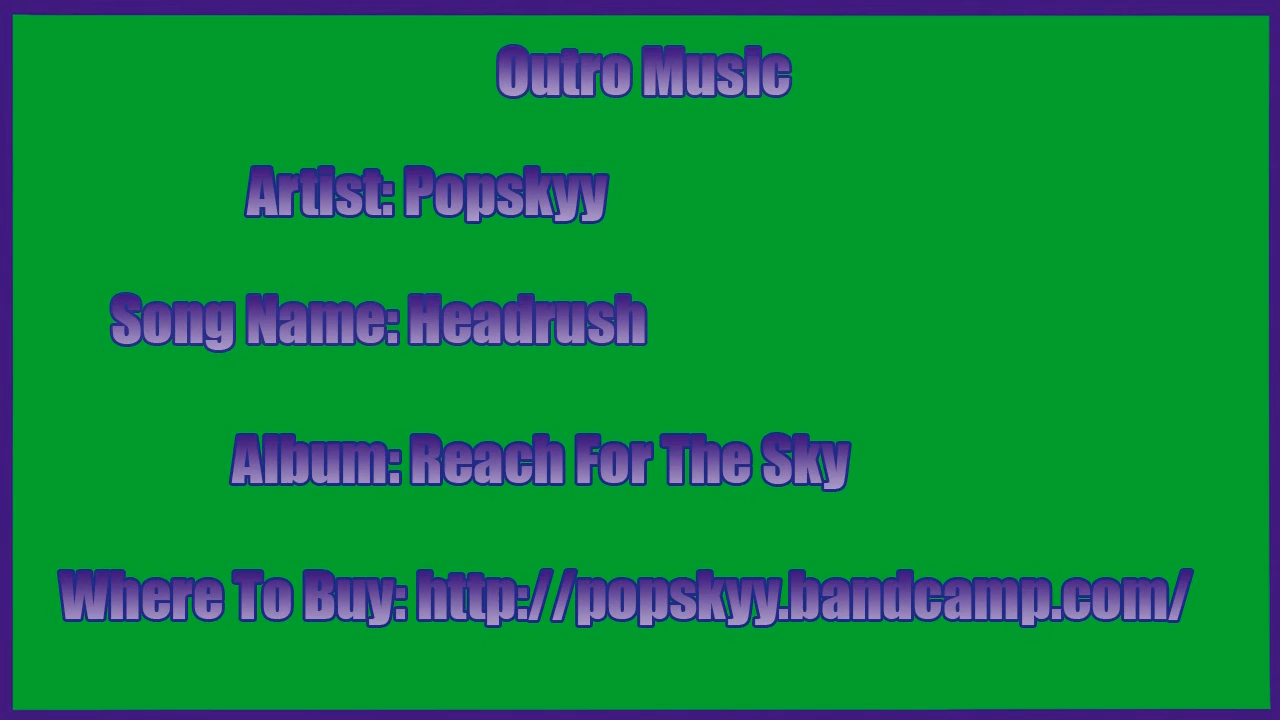 Outro Music
Artist: Popskyy
Song Name: Headrush
Album: Reach For The Sky
Where To Buy: http://popskyy.bandcamp.com/